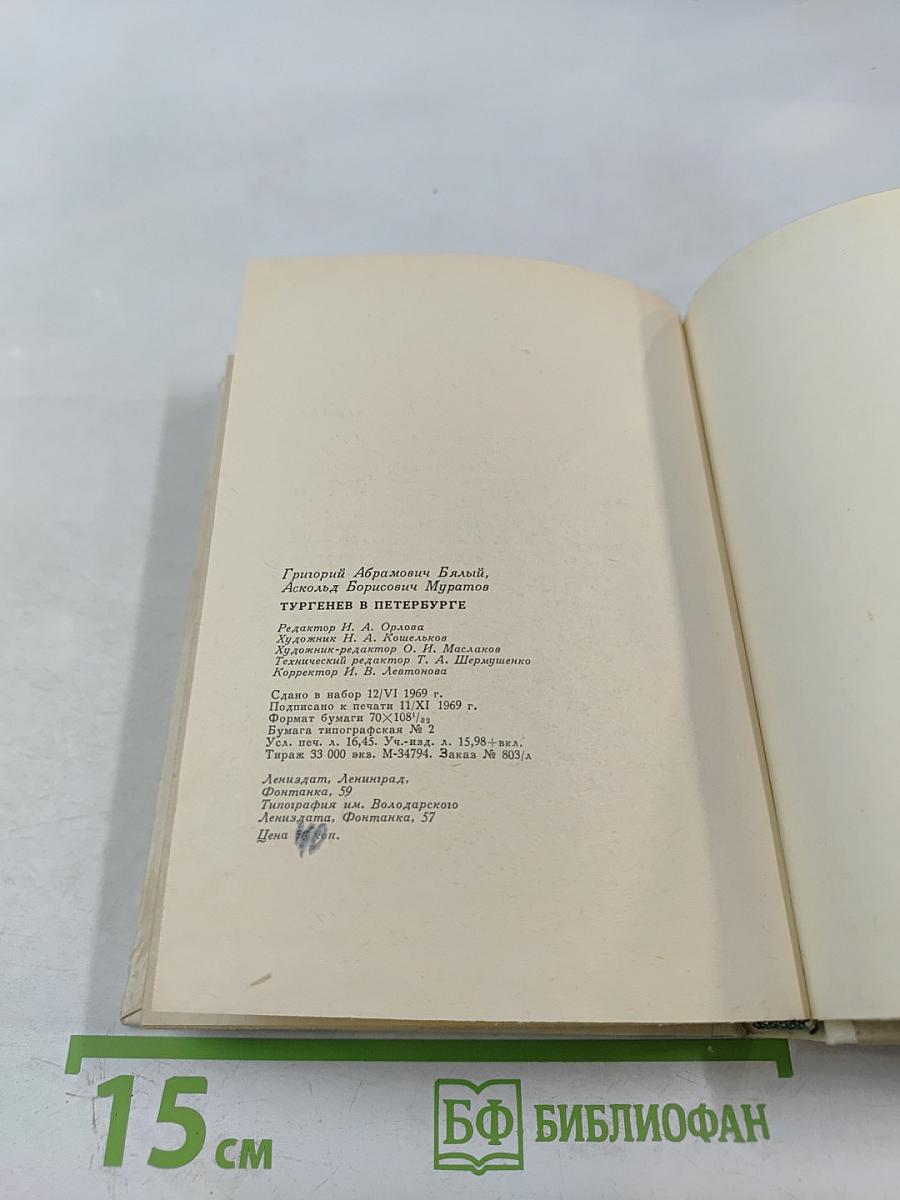 Григорий Абрамович Бялый,
Аскольд Борисович Муратов
ТУРГЕНЕВ В ПЕТЕРБУРГЕ
Редактор И. А. Орлова
Художник Н. А. Кошельков
Художник-редактор О. И. Маслаков
Технический редактор Т. А. Шермушенко
Корректор И. В. Левтонова
Сдано в набор 12/VI 1969 г.
Подписано к печати 11/XI 1969 г.
Формат бумаги 70×108¹/₃₂
Бумага типографская № 2
Усл. печ. л. 16,45. Уч.-изд. л. 15,98+вкл.
Тираж 33 000 экз. М-34794. Заказ № 803/л
Лениздат, Ленинград,
Фонтанка, 59
Типография им. Володарского
Лениздата, Фонтанка, 57
Цена коп.
40
15 см
БФ БИБЛИОФАН